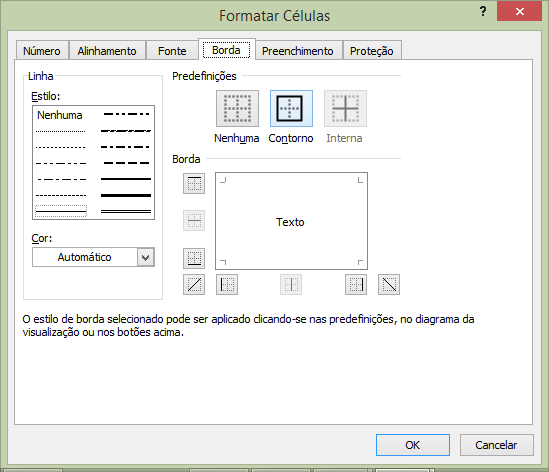 Formatar Células
?
Número
Alinhamento
Fonte
Borda
Preenchimento
Proteção
Linha
Estilo:
Nenhuma
Cor:
Automático
Predefinições
Nenhuma
Contorno
Interna
Borda
Texto
O estilo de borda selecionado pode ser aplicado clicando-se nas predefinições, no diagrama da
visualização ou nos botões acima.
OK
Cancelar